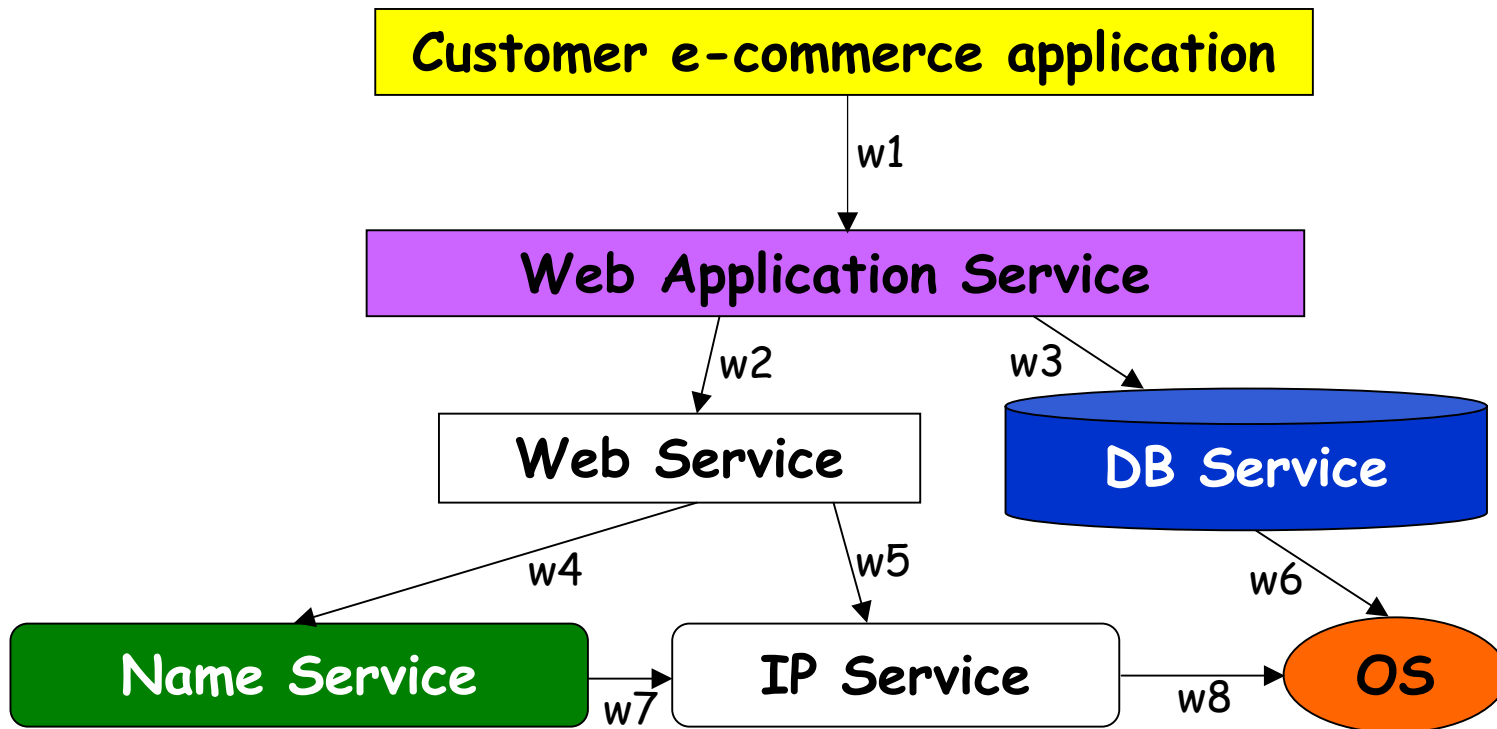 Customer e-commerce application
w1
Web Application Service
w2
w3
Web Service
DB Service
w4
w5
w6
Name Service
w7
IP Service
w8
OS